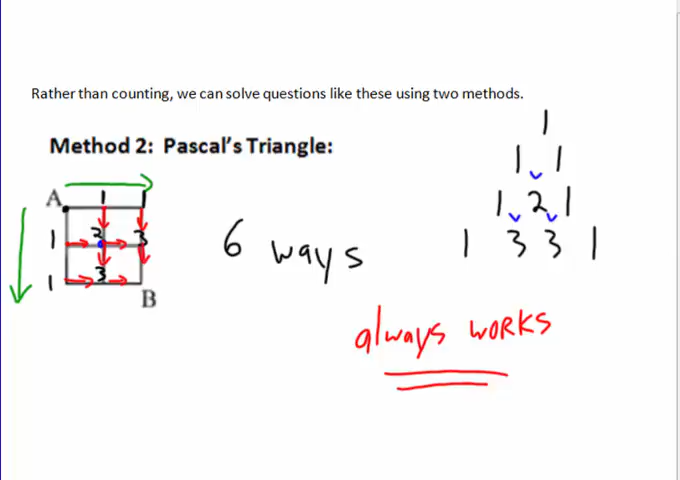 Rather than counting, we can solve questions like these using two methods.
Method 2: Pascal's Triangle:
A 1 1
1 2 3
1 3
B
6 ways
1
1 1
1 2 1
1 3 3 1
always works